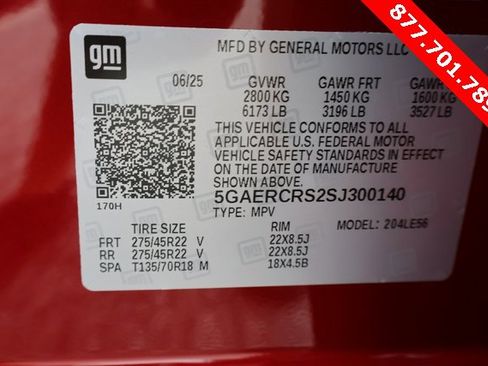 877.701.789
gm
MFD BY GENERAL MOTORS LLC
06/25 GVWR GAWR FRT GAWR
2800 KG 1450 KG 1600 KG
6173 LB 3196 LB 3527 LB
THIS VEHICLE CONFORMS TO ALL
APPLICABLE U.S. FEDERAL MOTOR
VEHICLE SAFETY STANDARDS IN EFFECT
ON THE DATE OF MANUFACTURE
SHOWN ABOVE.
170H
5GAERCRS2SJ300140
TYPE: MPV
TIRE SIZE RIM COLOR: 204LE56
FRT 275/45R22 V 22X8.5J
RR 275/45R22 V 22X8.5J
SPA T135/70R18 M 18X4.5B